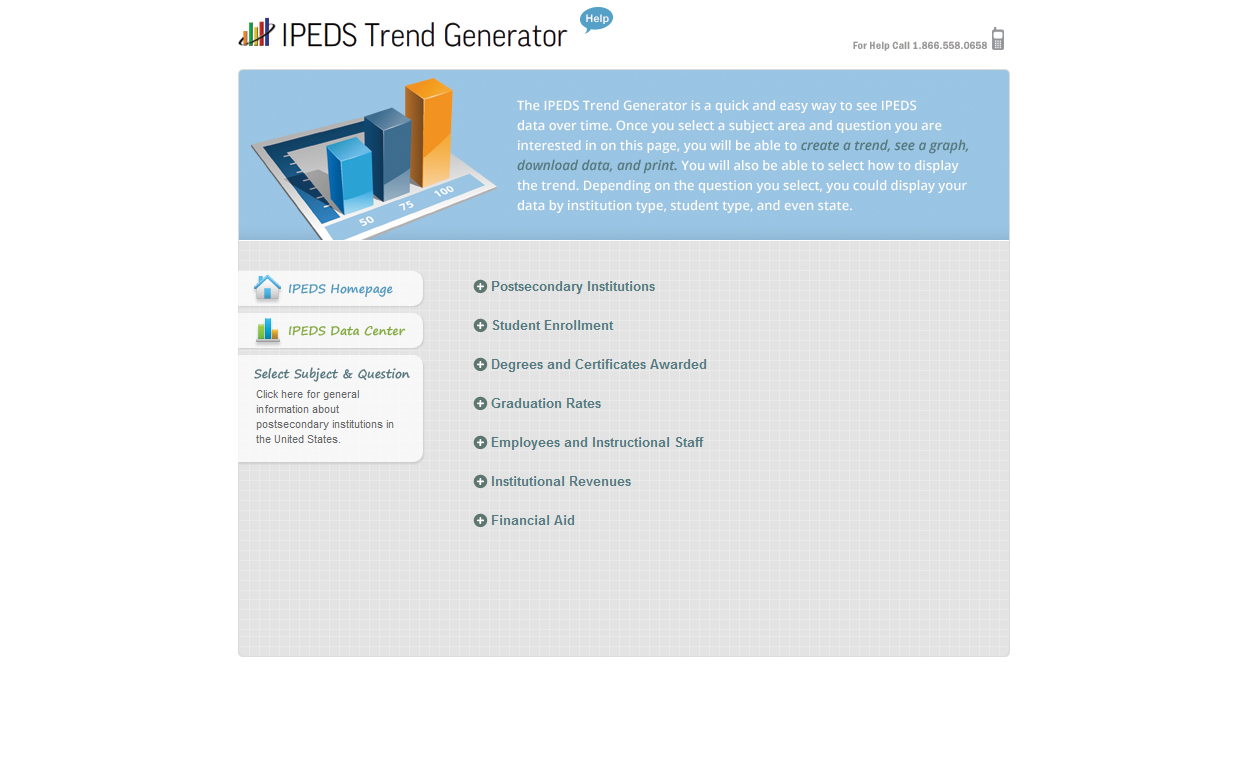 IPEDS Trend Generator
Help
For Help Call 1.866.558.0658
The IPEDS Trend Generator is a quick and easy way to see IPEDS
data over time. Once you select a subject area and question you are
interested in on this page, you will be able to create a trend, see a graph,
download data, and print. You will also be able to select how to display
the trend. Depending on the question you select, you could display your
data by institution type, student type, and even state.
50 75 100
IPEDS Homepage
IPEDS Data Center
Select Subject & Question
Click here for general
information about
postsecondary institutions in
the United States.
Postsecondary Institutions
Student Enrollment
Degrees and Certificates Awarded
Graduation Rates
Employees and Instructional Staff
Institutional Revenues
Financial Aid